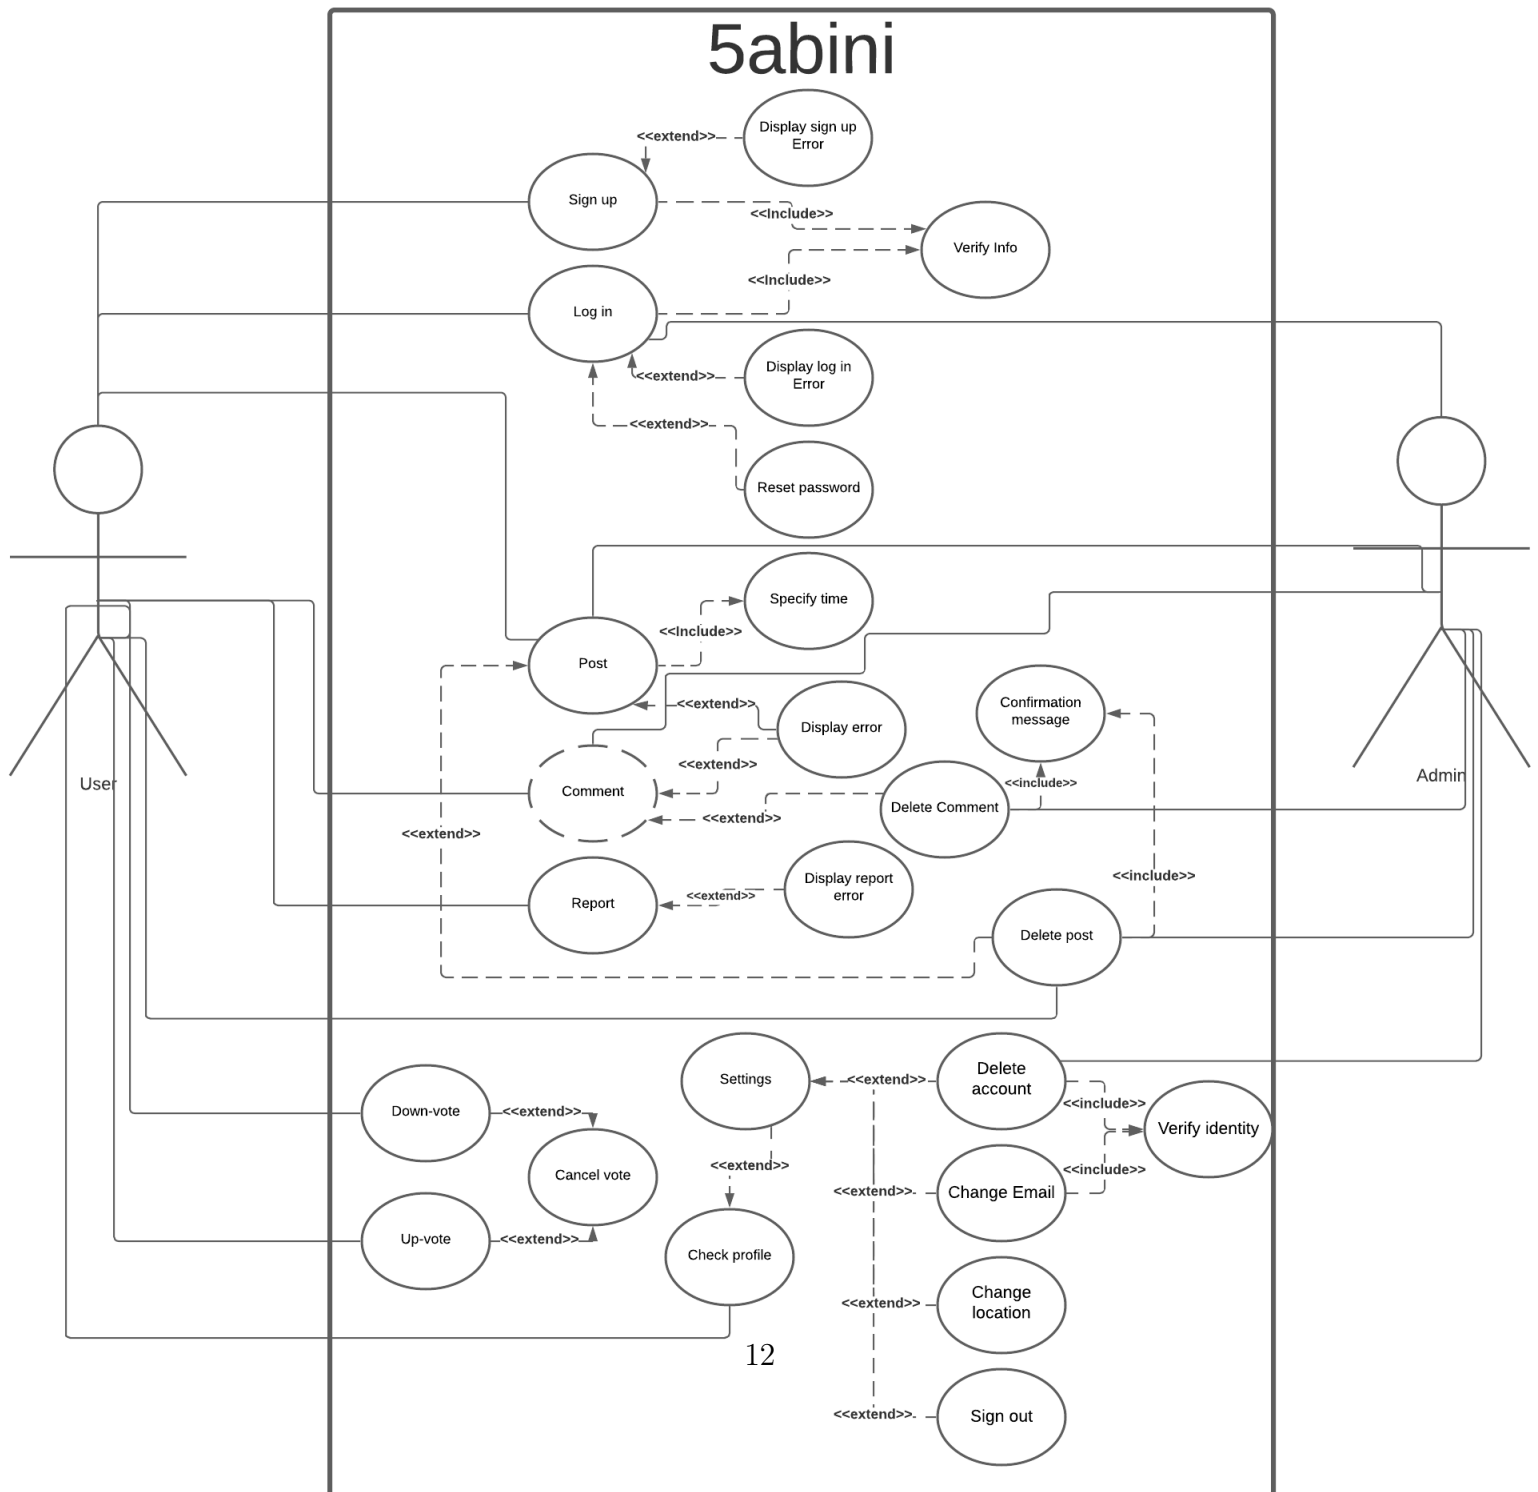 5abini
Display sign up
Error
<<extend>>
Sign up
<<Include>>
Verify Info
<<Include>>
Log in
Display log in
Error
<<extend>>
<<extend>>
Reset password
Specify time
<<Include>>
Post
<<extend>>
Display error
Confirmation
message
<<extend>>
<<include>>
User
Admin
Comment
Delete Comment
<<extend>>
<<extend>>
<<include>>
Display report
error
<<extend>>
Report
Delete post
Settings
<<extend>>
Delete
account
<<include>>
Verify identity
Down-vote
<<extend>>
Cancel vote
<<extend>>
<<include>>
<<extend>>
Change Email
Up-vote
<<extend>>
Check profile
Change
location
<<extend>>
12
<<extend>>
Sign out